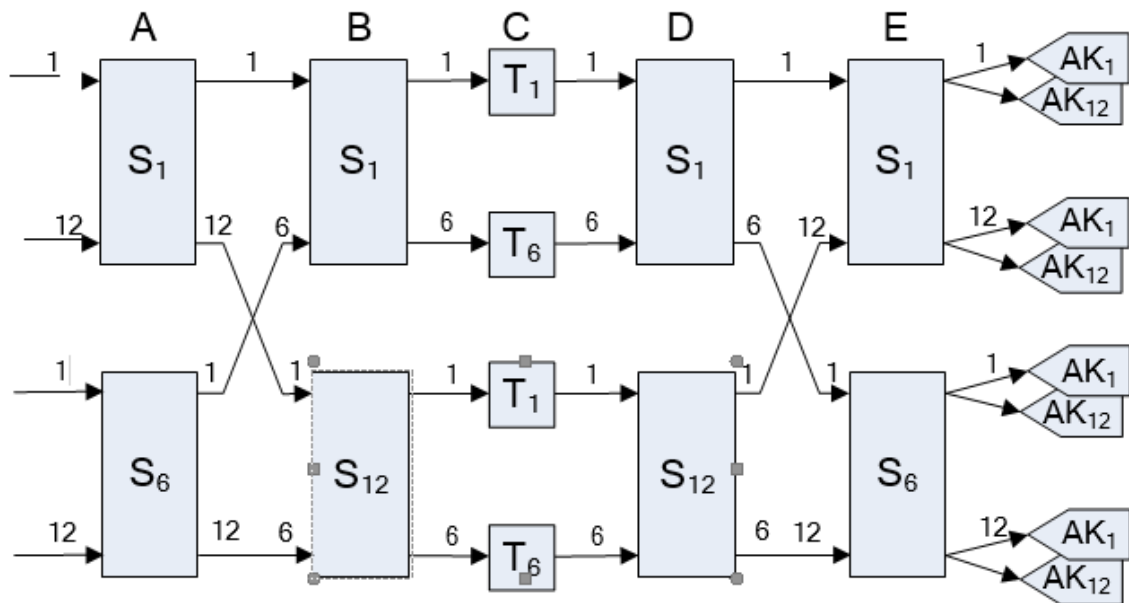 A B C D E
1 1 1 1 1 1
S₁ S₁ T₁ S₁ S₁ AK₁
AK₁₂
12 12 6 6 T₆ 6 6 12 12 AK₁
AK₁₂
1 1 1 1 T₁ 1 1 1 1 AK₁
AK₁₂
S₆ S₁₂ S₁₂ S₆
12 12 6 6 T₆ 6 6 12 12 AK₁
AK₁₂